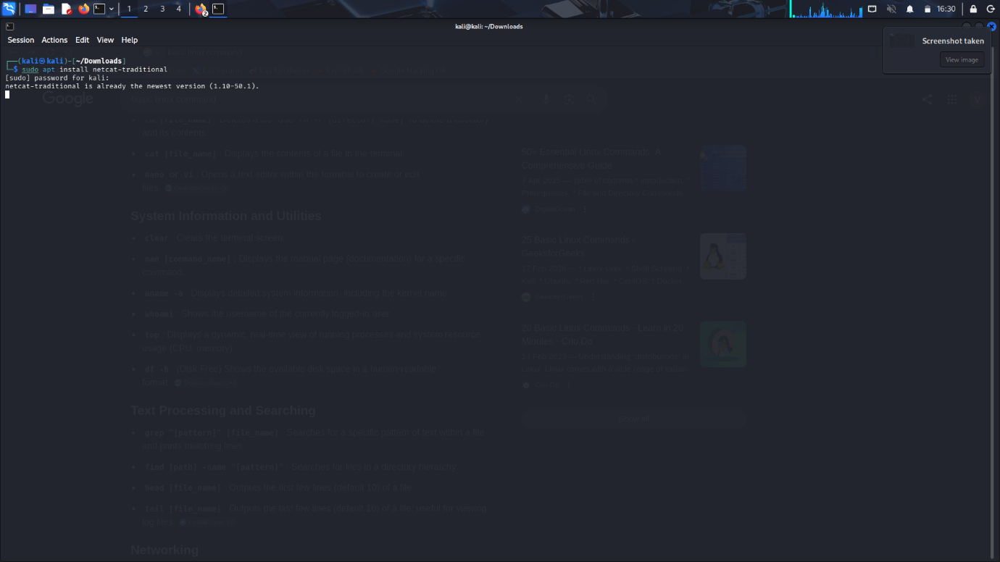 1 2 3 4
2
16:30
kali@kali: ~/Downloads
Session Actions Edit View Help
Screenshot taken
View image
┌──(kali㉿kali)-[~/Downloads]
└─$ sudo apt install netcat-traditional
[sudo] password for kali:
netcat-traditional is already the newest version (1.10-50.1).
Google
basic linux command
V
and its contents.
cat [file_name] : Displays the contents of a file in the terminal.
nano or vi : Opens a text editor within the terminal to create or edit
files.
System Information and Utilities
clear : Clears the terminal screen.
man [command_name] : Displays the manual page (documentation) for a specific
command.
uname -a : Displays detailed system information, including the kernel name.
whoami : Shows the username of the currently logged-in user.
top : Displays a dynamic, real-time view of running processes and system resource
usage (CPU, memory).
df -h : (Disk Free) Shows the available disk space in a human-readable
format.
Text Processing and Searching
grep "[pattern]" [file_name] : Searches for a specific pattern of text within a file
and prints matching lines.
find [path] -name "[pattern]" : Searches for files in a directory hierarchy.
head [file_name] : Outputs the first few lines (default 10) of a file.
tail [file_name] : Outputs the last few lines (default 10) of a file, useful for viewing
log files.
Networking
50+ Essential Linux Commands: A
Comprehensive Guide
25 Basic Linux Commands -
GeeksforGeeks
20 Basic Linux Commands - Learn in 20
Minutes - Crio.Do
Show all